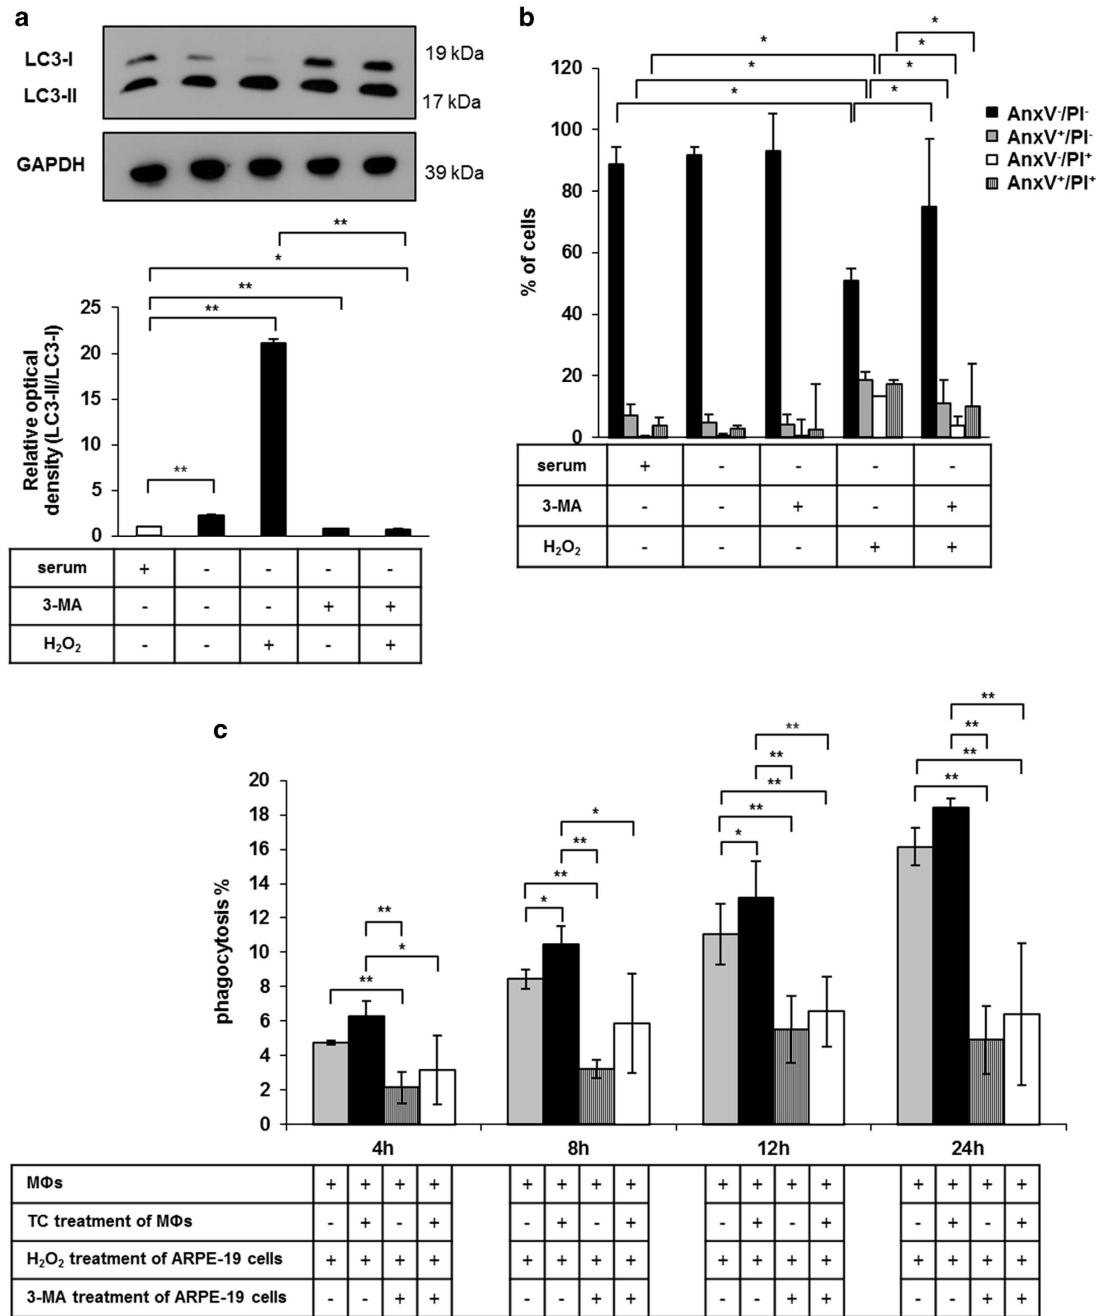 a
LC3-I
19 kDa
LC3-II
17 kDa
GAPDH
39 kDa
**
*
**
**
**
Relative optical
density (LC3-II/LC3-I)
25
20
15
10
5
0
serum + - - - -
3-MA - - - + +
H₂O₂ - - + - +
b
*
*
*
*
*
*
*
*
% of cells
120
100
80
60
40
20
0
AnxV⁻/PI⁻
AnxV⁺/PI⁻
AnxV⁻/PI⁺
AnxV⁺/PI⁺
serum + - - - -
3-MA - - + - +
H₂O₂ - - - + +
c
phagocytosis %
20
18
16
14
12
10
8
6
4
2
0
**
*
**
*
**
**
*
**
**
**
**
*
**
**
**
**
4h 8h 12h 24h
MΦs + + + + + + + + + + + + + + + +
TC treatment of MΦs - + - + - + - + - + - + - + - +
H₂O₂ treatment of ARPE-19 cells + + + + + + + + + + + + + + + +
3-MA treatment of ARPE-19 cells - - + + - - + + - - + + - - + +